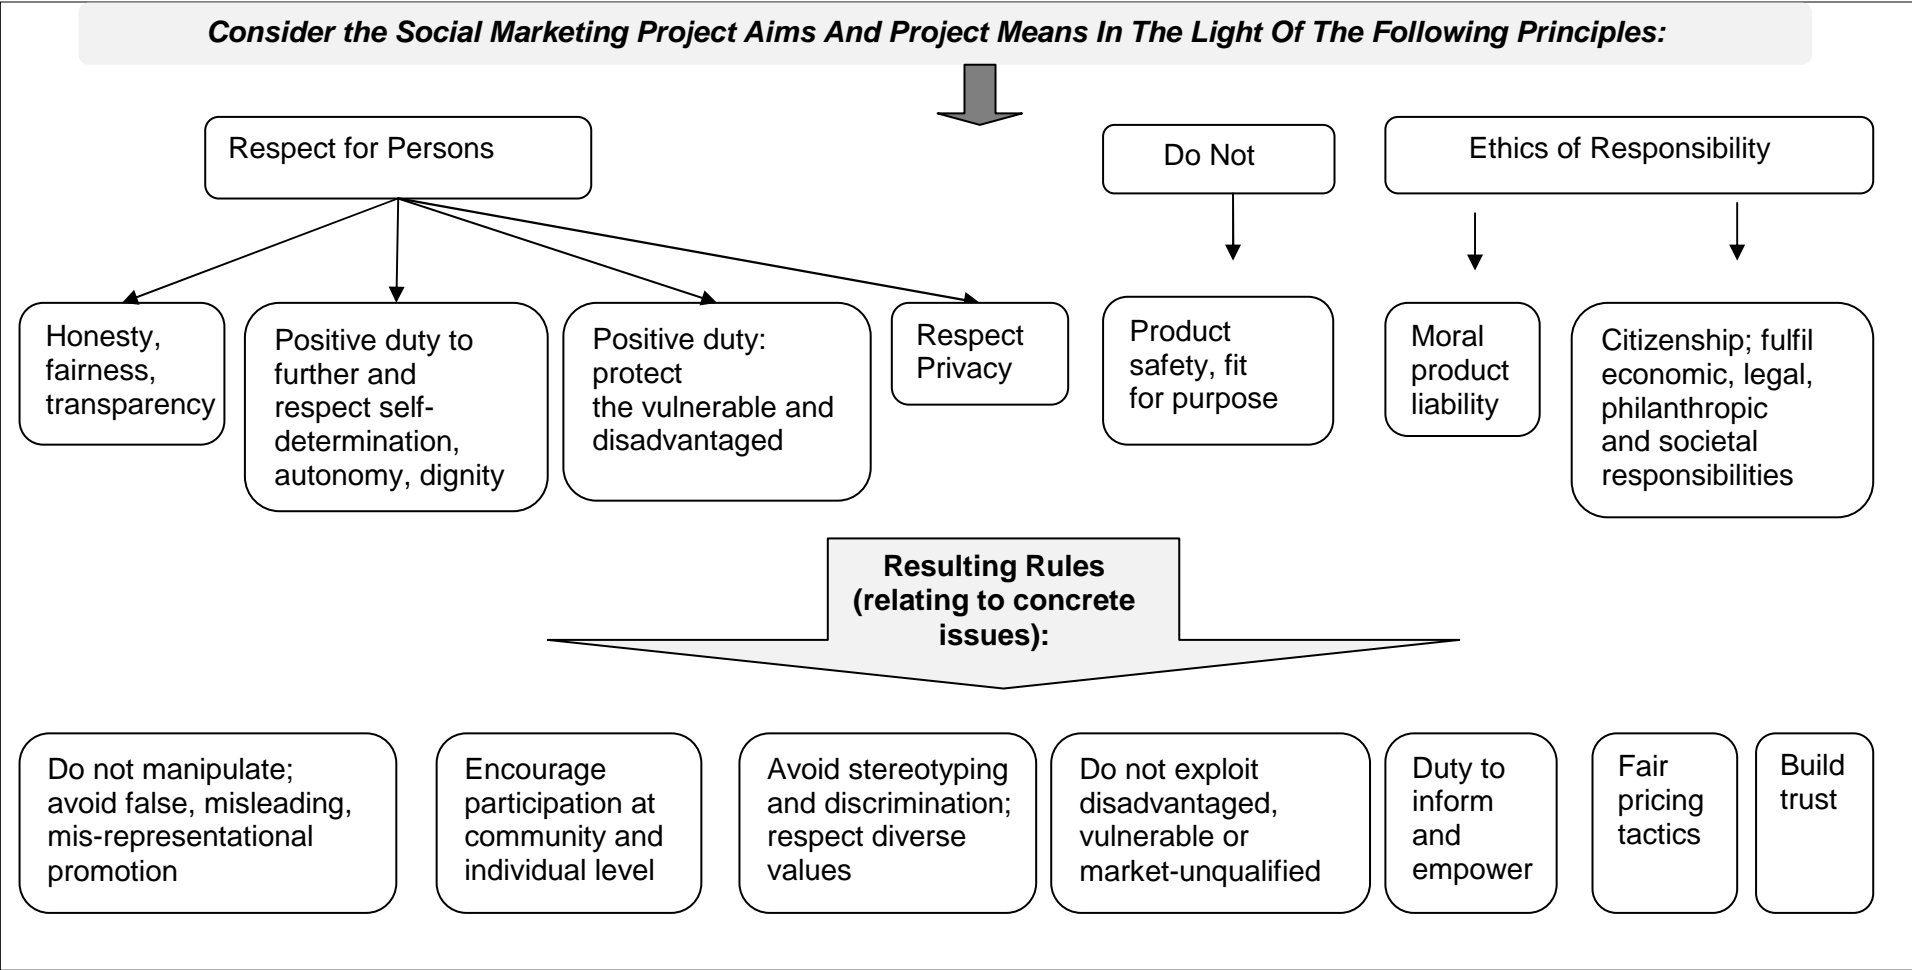 Consider the Social Marketing Project Aims And Project Means In The Light Of The Following Principles:
Respect for Persons
Do Not
Ethics of Responsibility
Honesty,
fairness,
transparency
Positive duty to
further and
respect self-
determination,
autonomy, dignity
Positive duty:
protect
the vulnerable and
disadvantaged
Respect
Privacy
Product
safety, fit
for purpose
Moral
product
liability
Citizenship; fulfil
economic, legal,
philanthropic
and societal
responsibilities
Resulting Rules
(relating to concrete
issues):
Do not manipulate;
avoid false, misleading,
mis-representational
promotion
Encourage
participation at
community and
individual level
Avoid stereotyping
and discrimination;
respect diverse
values
Do not exploit
disadvantaged,
vulnerable or
market-unqualified
Duty to
inform
and
empower
Fair
pricing
tactics
Build
trust